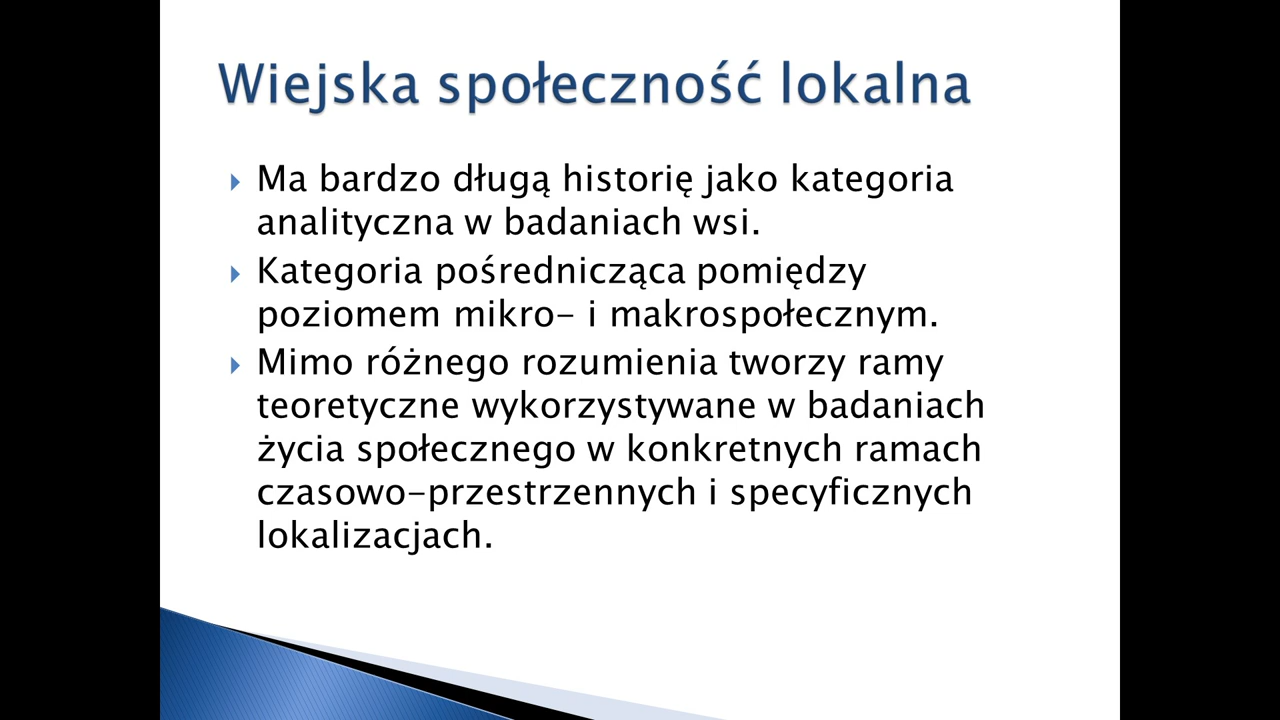 Wiejska społeczność lokalna
Ma bardzo długą historię jako kategoria
analityczna w badaniach wsi.
Kategoria pośrednicząca pomiędzy
poziomem mikro- i makrospołecznym.
Mimo różnego rozumienia tworzy ramy
teoretyczne wykorzystywane w badaniach
życia społecznego w konkretnych ramach
czasowo-przestrzennych i specyficznych
lokalizacjach.